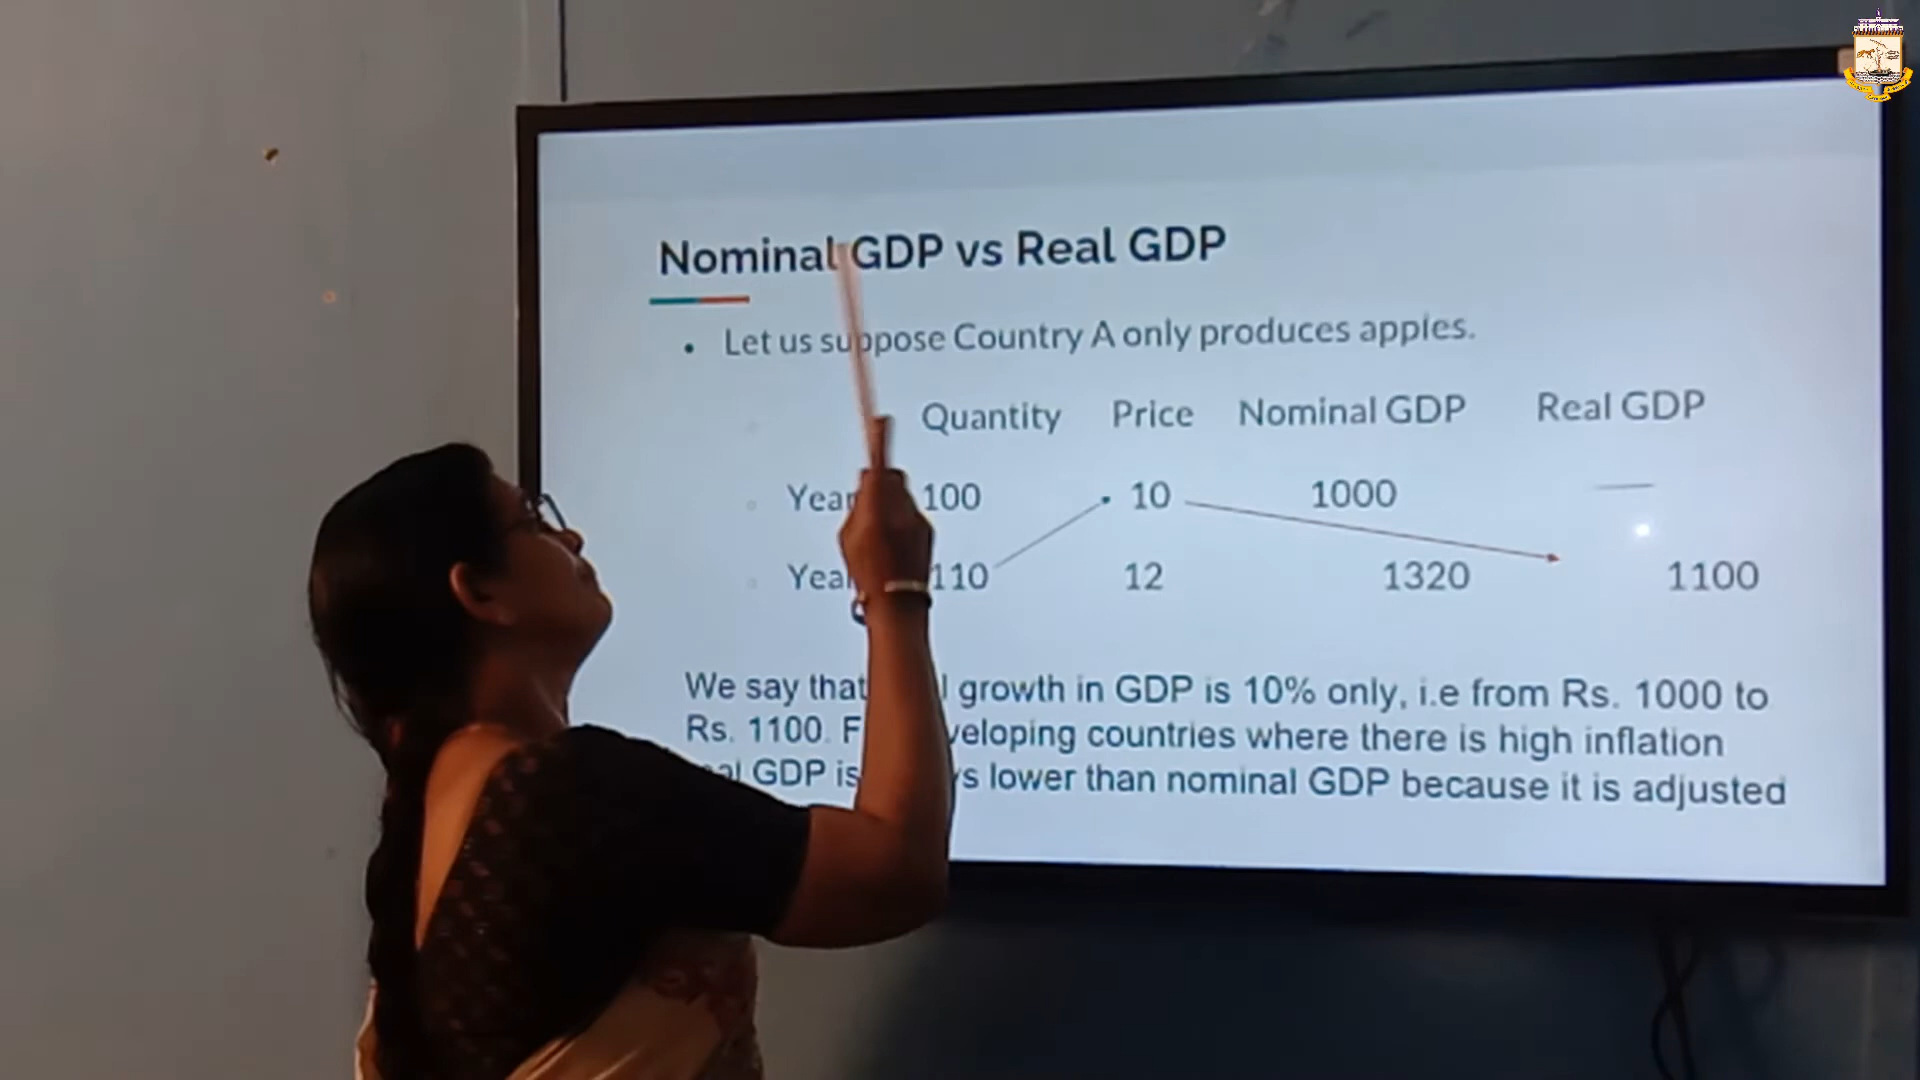 Nominal GDP vs Real GDP
• Let us suppose Country A only produces apples.
Quantity Price Nominal GDP Real GDP
Year 100 10 1000
110 12 1320 1100
We say that growth in GDP is 10% only, i.e from Rs. 1000 to
Rs. 1100. countries where there is high inflation
GDP is lower than nominal GDP because it is adjusted